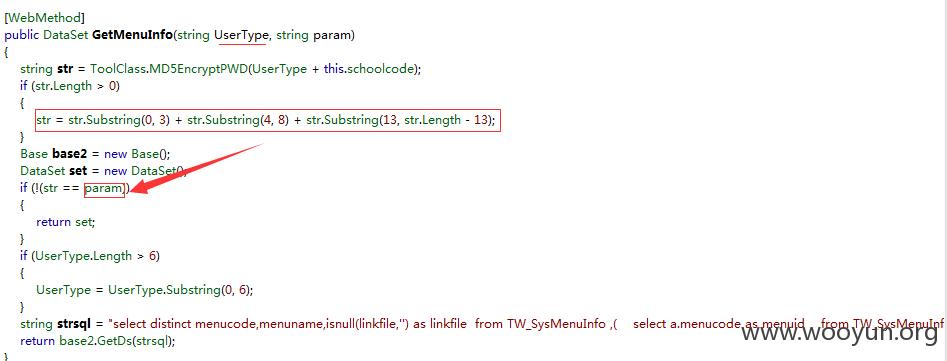 [WebMethod]
public DataSet GetMenuInfo(string UserType, string param)
{
string str = ToolClass.MD5EncryptPWD(UserType + this.schoolcode);
if (str.Length > 0)
{
str = str.Substring(0, 3) + str.Substring(4, 8) + str.Substring(13, str.Length - 13);
}
Base base2 = new Base();
DataSet set = new DataSet();
if (!(str == param))
{
return set;
}
if (UserType.Length > 6)
{
UserType = UserType.Substring(0, 6);
}
string strsql = "select distinct menucode,menuname,isnull(linkfile,'') as linkfile from TW_SysMenuInfo ,( select a.menucode as menuid from TW_SysMenuInf
return base2.GetDs(strsql);
}
www.wooyun.org